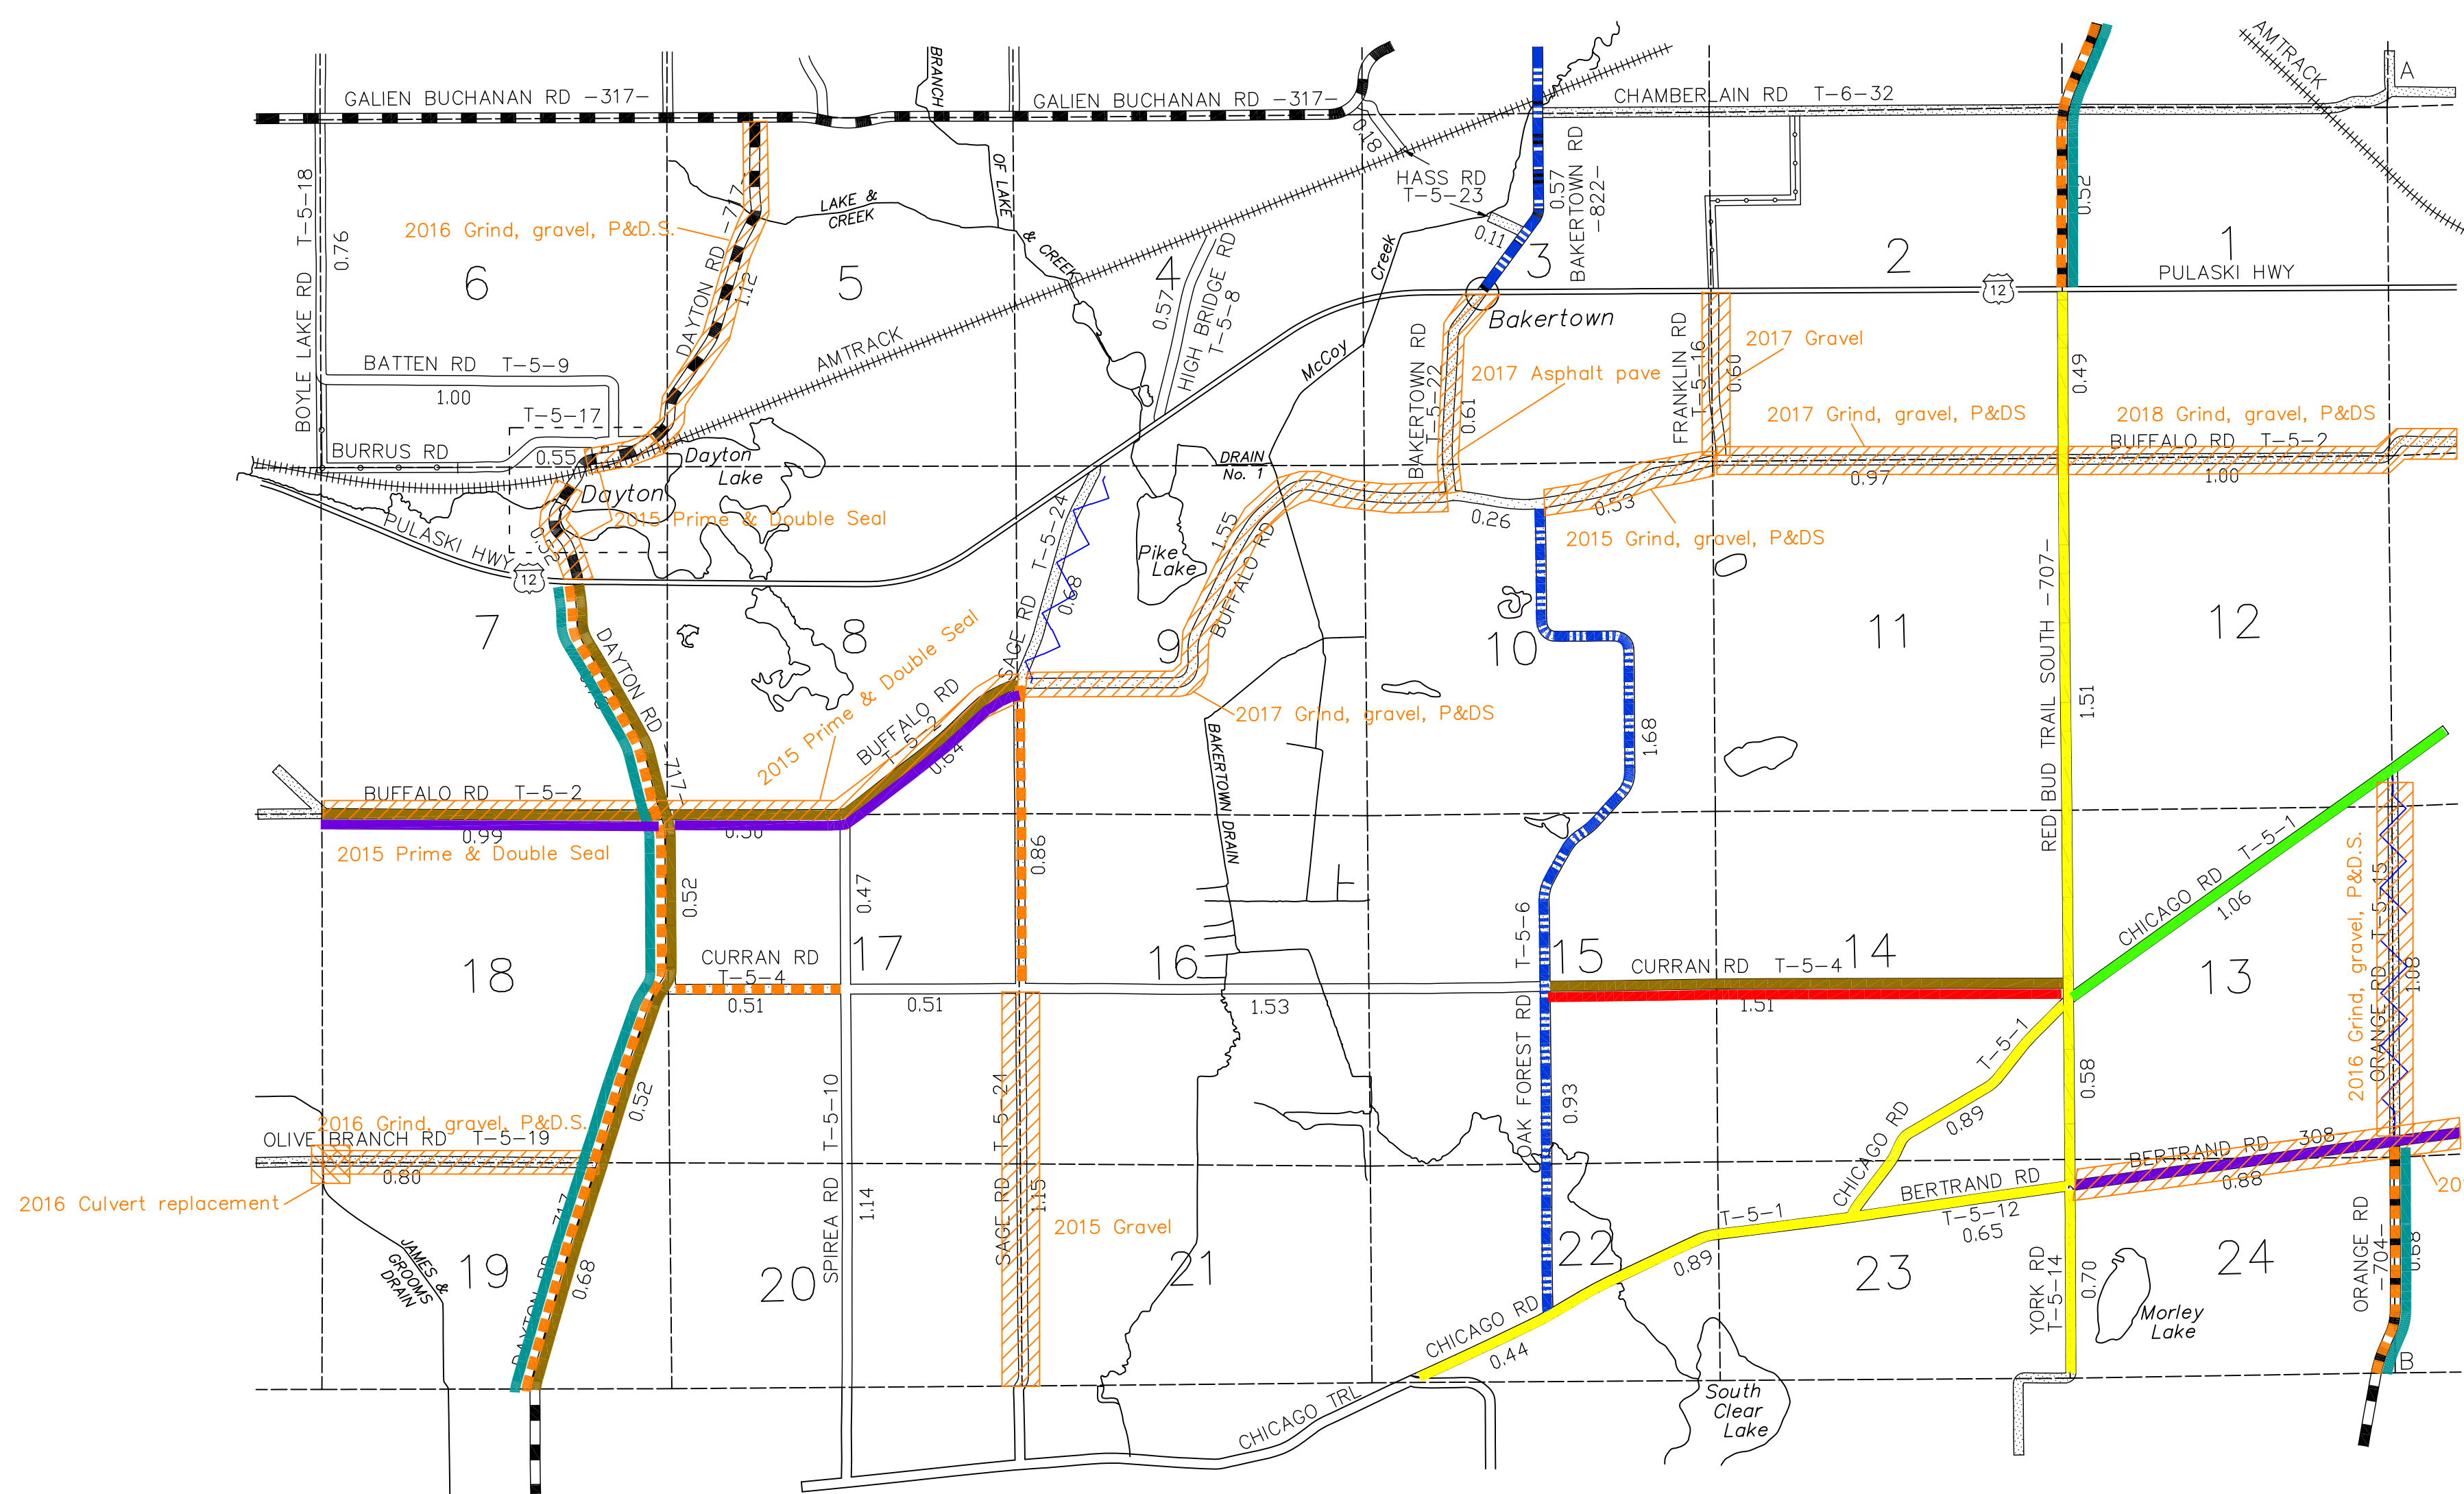 GALIEN BUCHANAN RD -317-
GALIEN BUCHANAN RD -317-
CHAMBERLAIN RD T-6-32
AMTRACK
A
BRANCH
OF LAKE
& CREEK
LAKE &
CREEK
0.18
HASS RD
T-5-23
0.11
0.57
BAKERTOWN RD
-822-
0.52
BOYLE LAKE RD T-5-18
0.76
2016 Grind, gravel, P&D.S.
DAYTON RD -717-
1.12
6
5
4
3
2
1
PULASKI HWY
12
0.57
HIGH BRIDGE RD
T-5-8
Creek
McCoy
Bakertown
AMTRACK
BATTEN RD T-5-9
1.00
T-5-17
BURRUS RD
0.55
Dayton
Lake
Dayton
2015 Prime & Double Seal
PULASKI HWY
12
BAKERTOWN RD
T-5-22
0.61
2017 Asphalt pave
FRANKLIN RD
T-5-16
0.60
2017 Gravel
2017 Grind, gravel, P&DS
2018 Grind, gravel, P&DS
BUFFALO RD T-5-2
0.97
1.00
0.49
DRAIN
No. 1
0.26
0.53
2015 Grind, gravel, P&DS
Pike
Lake
1.55
BUFFALO RD
SAGE RD T-5-24
0.68
7
8
9
10
11
12
DAYTON RD -717-
2015 Prime & Double Seal
BUFFALO RD
T-5-2
0.64
2017 Grind, gravel, P&DS
BAKERTOWN DRAIN
1.68
RED BUD TRAIL SOUTH -707-
1.51
BUFFALO RD T-5-2
0.99
0.50
2015 Prime & Double Seal
0.52
0.47
0.86
CHICAGO RD T-5-1
1.06
2016 Grind, gravel, P&D.S.
ORANGE RD T-5-15
1.08
18
17
16
15
14
13
CURRAN RD
T-5-4
0.51
0.51
1.53
OAK FOREST RD T-5-6
CURRAN RD T-5-4
1.51
0.52
0.93
0.58
T-5-1
CHICAGO RD
0.89
2016 Grind, gravel, P&D.S.
OLIVE BRANCH RD T-5-19
0.80
2016 Culvert replacement
SPIREA RD T-5-10
1.14
SAGE RD T-5-24
1.15
2015 Gravel
BERTRAND RD
T-5-12
0.65
BERTRAND RD -308-
0.88
20
T-5-1
0.89
JAMES &
GROOMS
DRAIN
19
20
21
22
23
24
DAYTON RD -717-
0.68
CHICAGO RD
0.44
YORK RD
T-5-14
0.70
Morley
Lake
ORANGE RD
-704-
0.68
B
South
Clear
Lake
CHICAGO TRL